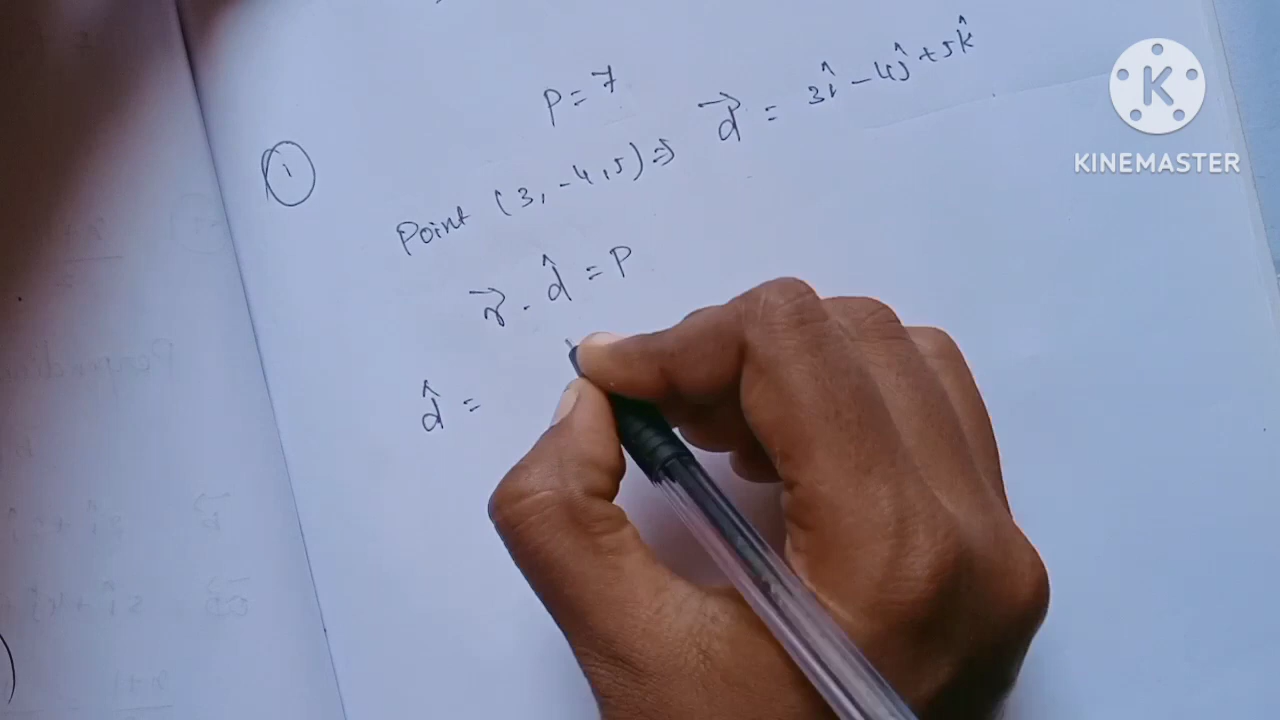 P = 7
1
Point (3, -4, 5) ⇒ d⃗ = 3î - 4ĵ + 5k̂
r⃗ . d̂ = P
d̂ =
K
KINEMASTER